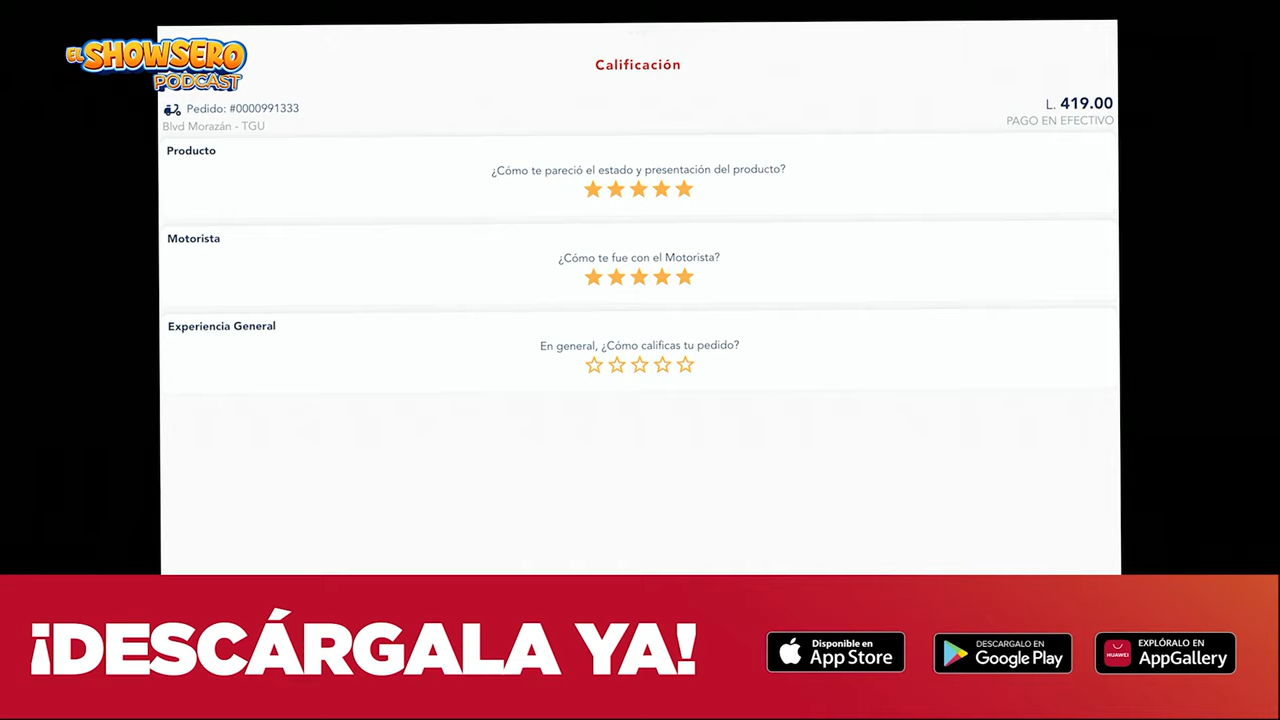 EL SHOWSERO
PODCAST
Calificación
Pedido: #0000991333
L. 419.00
Blvd Morazán - TGU
PAGO EN EFECTIVO
Producto
¿Cómo te pareció el estado y presentación del producto?
Motorista
¿Cómo te fue con el Motorista?
Experiencia General
En general, ¿Cómo calificas tu pedido?
¡DESCÁRGALA YA!
Disponible en
App Store
DESCARGALO EN
Google Play
HUAWEI
EXPLÓRALO EN
AppGallery